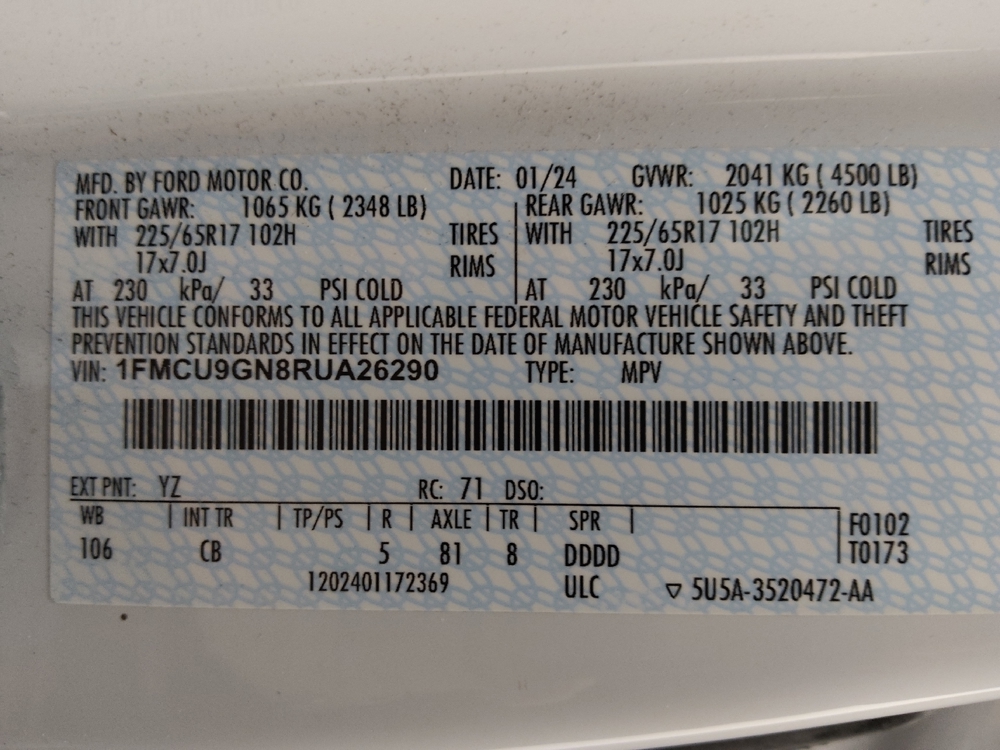 MFD. BY FORD MOTOR CO. DATE: 01/24 GVWR: 2041 KG ( 4500 LB)
FRONT GAWR: 1065 KG ( 2348 LB) REAR GAWR: 1025 KG ( 2260 LB)
WITH 225/65R17 102H TIRES WITH 225/65R17 102H TIRES
17x7.0J RIMS 17x7.0J RIMS
AT 230 kPa/ 33 PSI COLD AT 230 kPa/ 33 PSI COLD
THIS VEHICLE CONFORMS TO ALL APPLICABLE FEDERAL MOTOR VEHICLE SAFETY AND THEFT
PREVENTION STANDARDS IN EFFECT ON THE DATE OF MANUFACTURE SHOWN ABOVE.
VIN: 1FMCU9GN8RUA26290 TYPE: MPV
EXT PNT: YZ RC: 71 DSO:
WB INT TR TP/PS R AXLE TR SPR F0102
106 CB 5 81 8 DDDD T0173
1202401172369 ULC ▽ 5U5A-3520472-AA